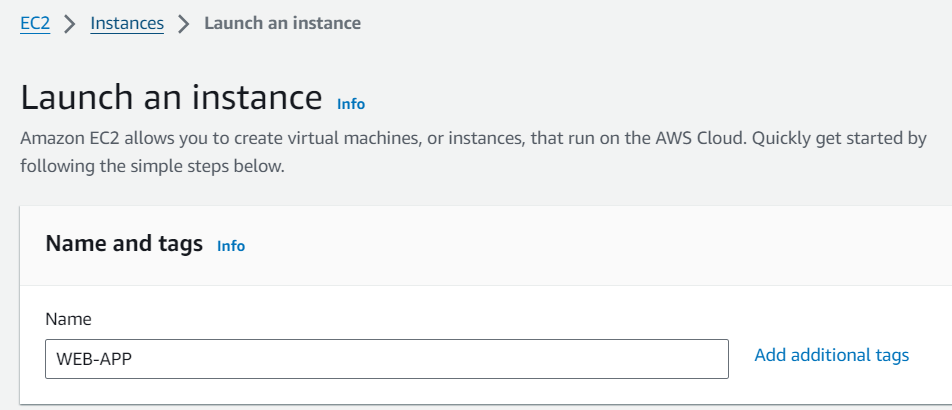 EC2 > Instances > Launch an instance
Launch an instance Info
Amazon EC2 allows you to create virtual machines, or instances, that run on the AWS Cloud. Quickly get started by
following the simple steps below.
Name and tags Info
Name
WEB-APP Add additional tags